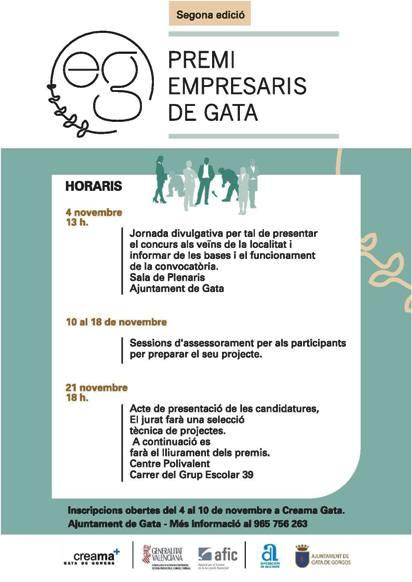 Segona edició
eg
PREMI
EMPRESARIS
DE GATA
HORARIS
4 novembre
13 h.
Jornada divulgativa per tal de presentar
el concurs als veïns de la localitat i
informar de les bases i el funcionament
de la convocatòria.
Sala de Plenaris
Ajuntament de Gata
10 al 18 de novembre
Sessions d'assessorament per als participants
per preparar el seu projecte.
21 novembre
18 h.
Acte de presentació de les candidatures,
El jurat farà una selecció
tècnica de projectes.
A continuació es
farà el lliurament dels premis.
Centre Polivalent
Carrer del Grup Escolar 39
Inscripcions obertes del 4 al 10 de novembre a Creama Gata.
Ajuntament de Gata - Més informació al 965 756 263
creama+
GATA DE GORGOS
GENERALITAT
VALENCIANA
afic
DIPUTACIÓN
DE ALICANTE
AJUNTAMENT DE
GATA DE GORGOS